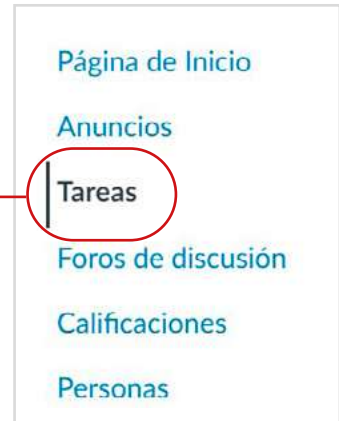 Página de Inicio
Anuncios
Tareas
Foros de discusión
Calificaciones
Personas